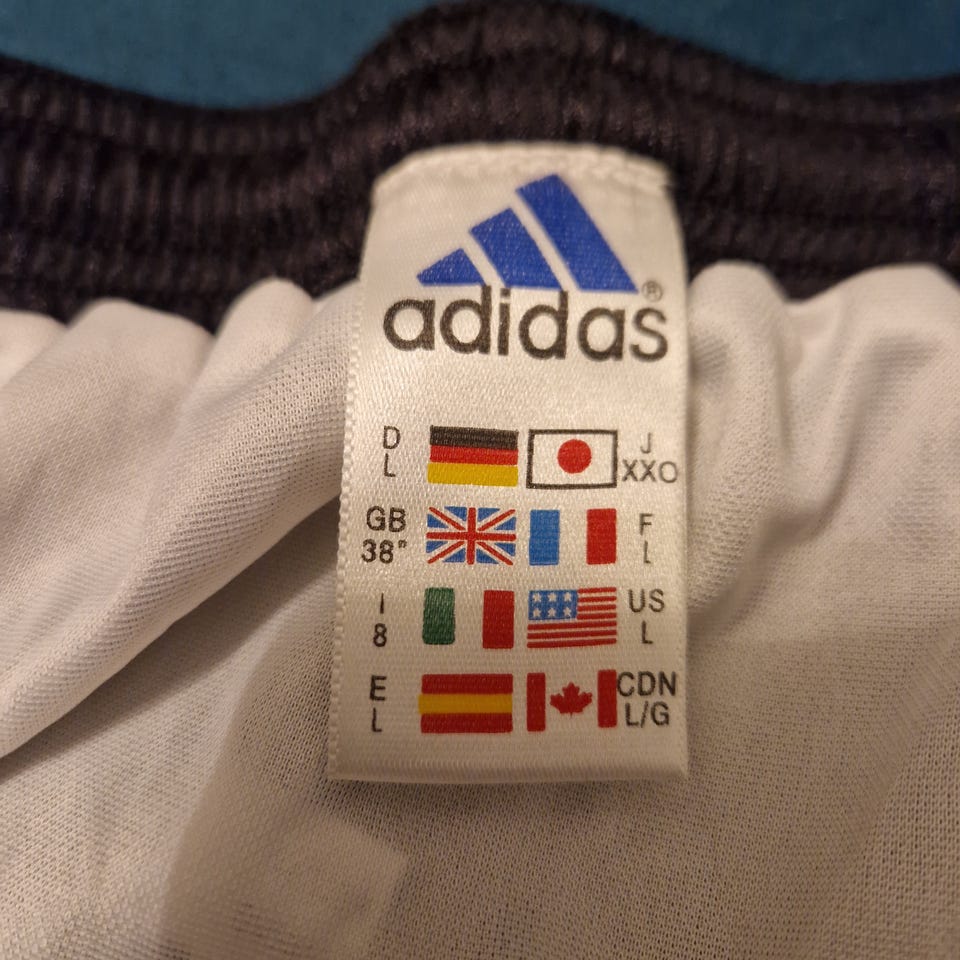 adidas®
D J
L XXO
GB F
38" L
I US
8 L
E CDN
L L/G